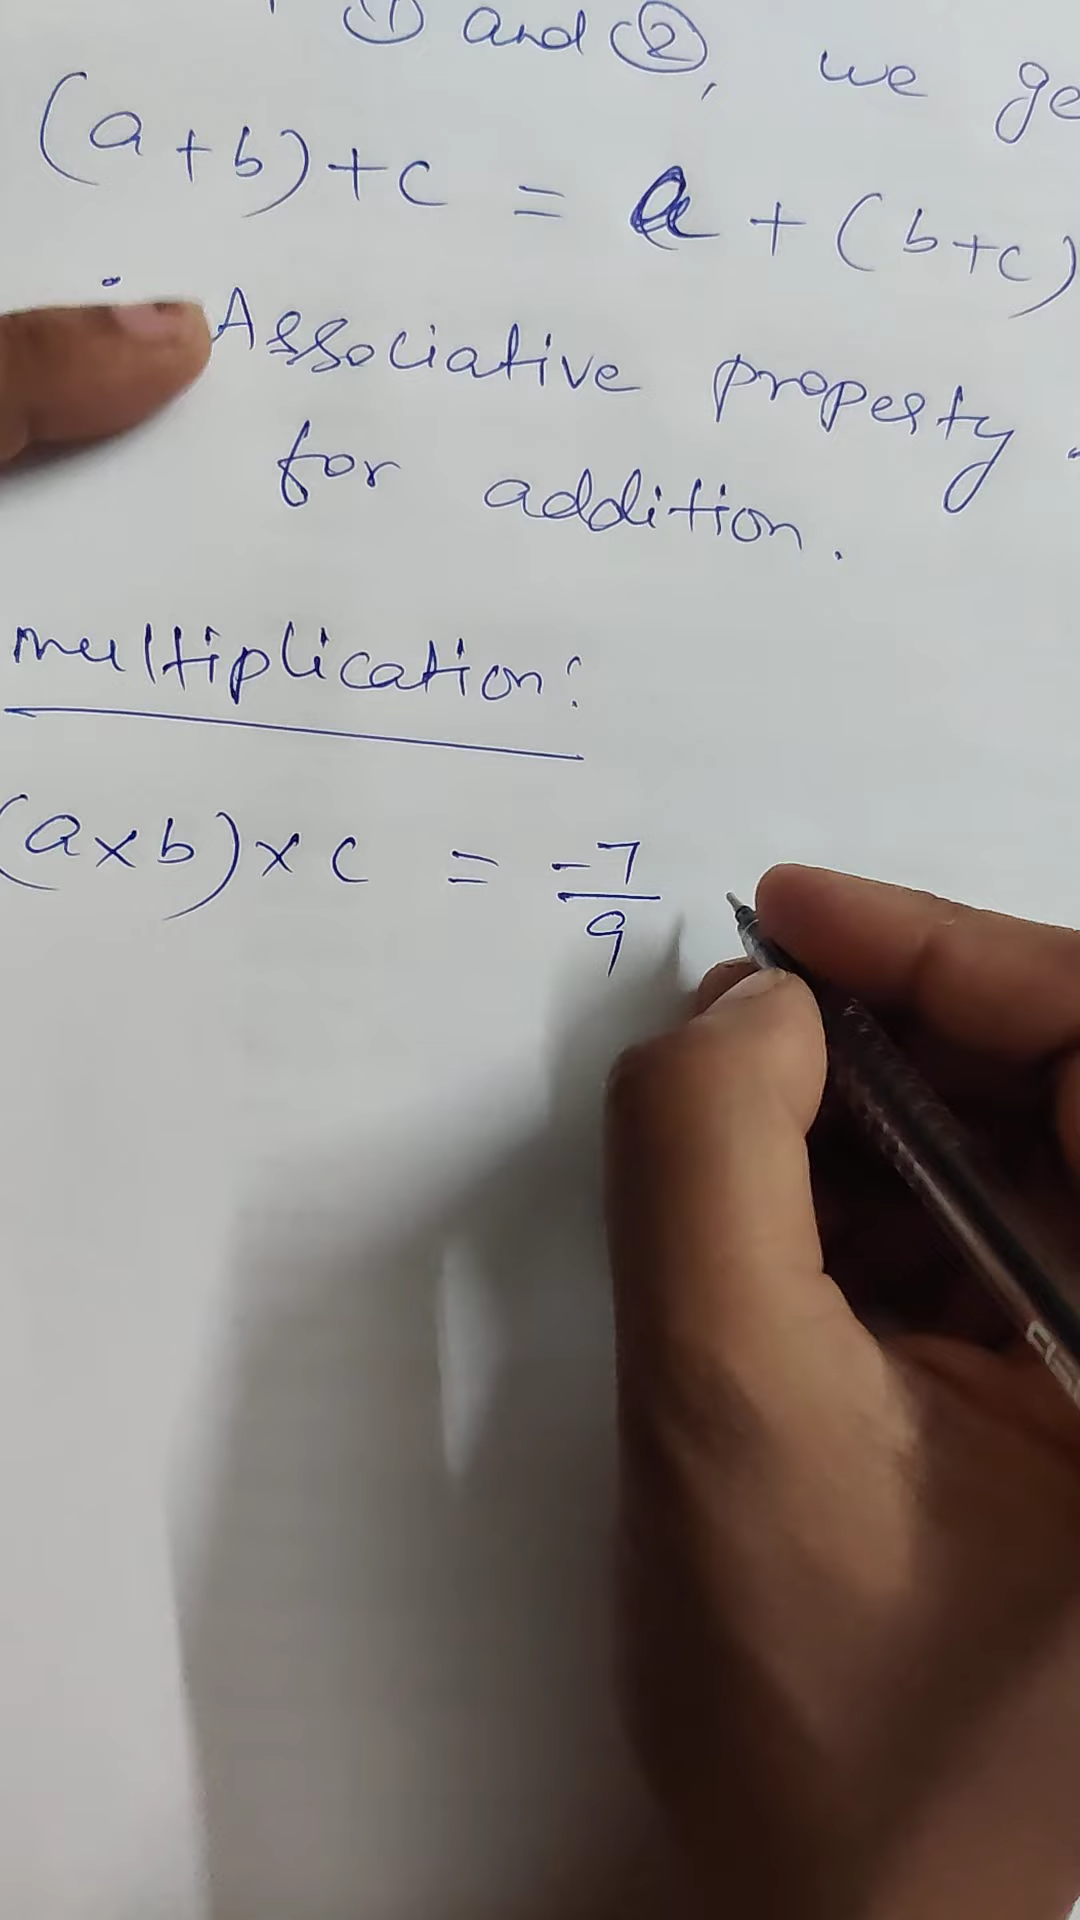 ① and ②, we ge
(a+b)+c = a + (b+c)
Associative property
for addition.
multiplication:
(a×b)×c = -7/9